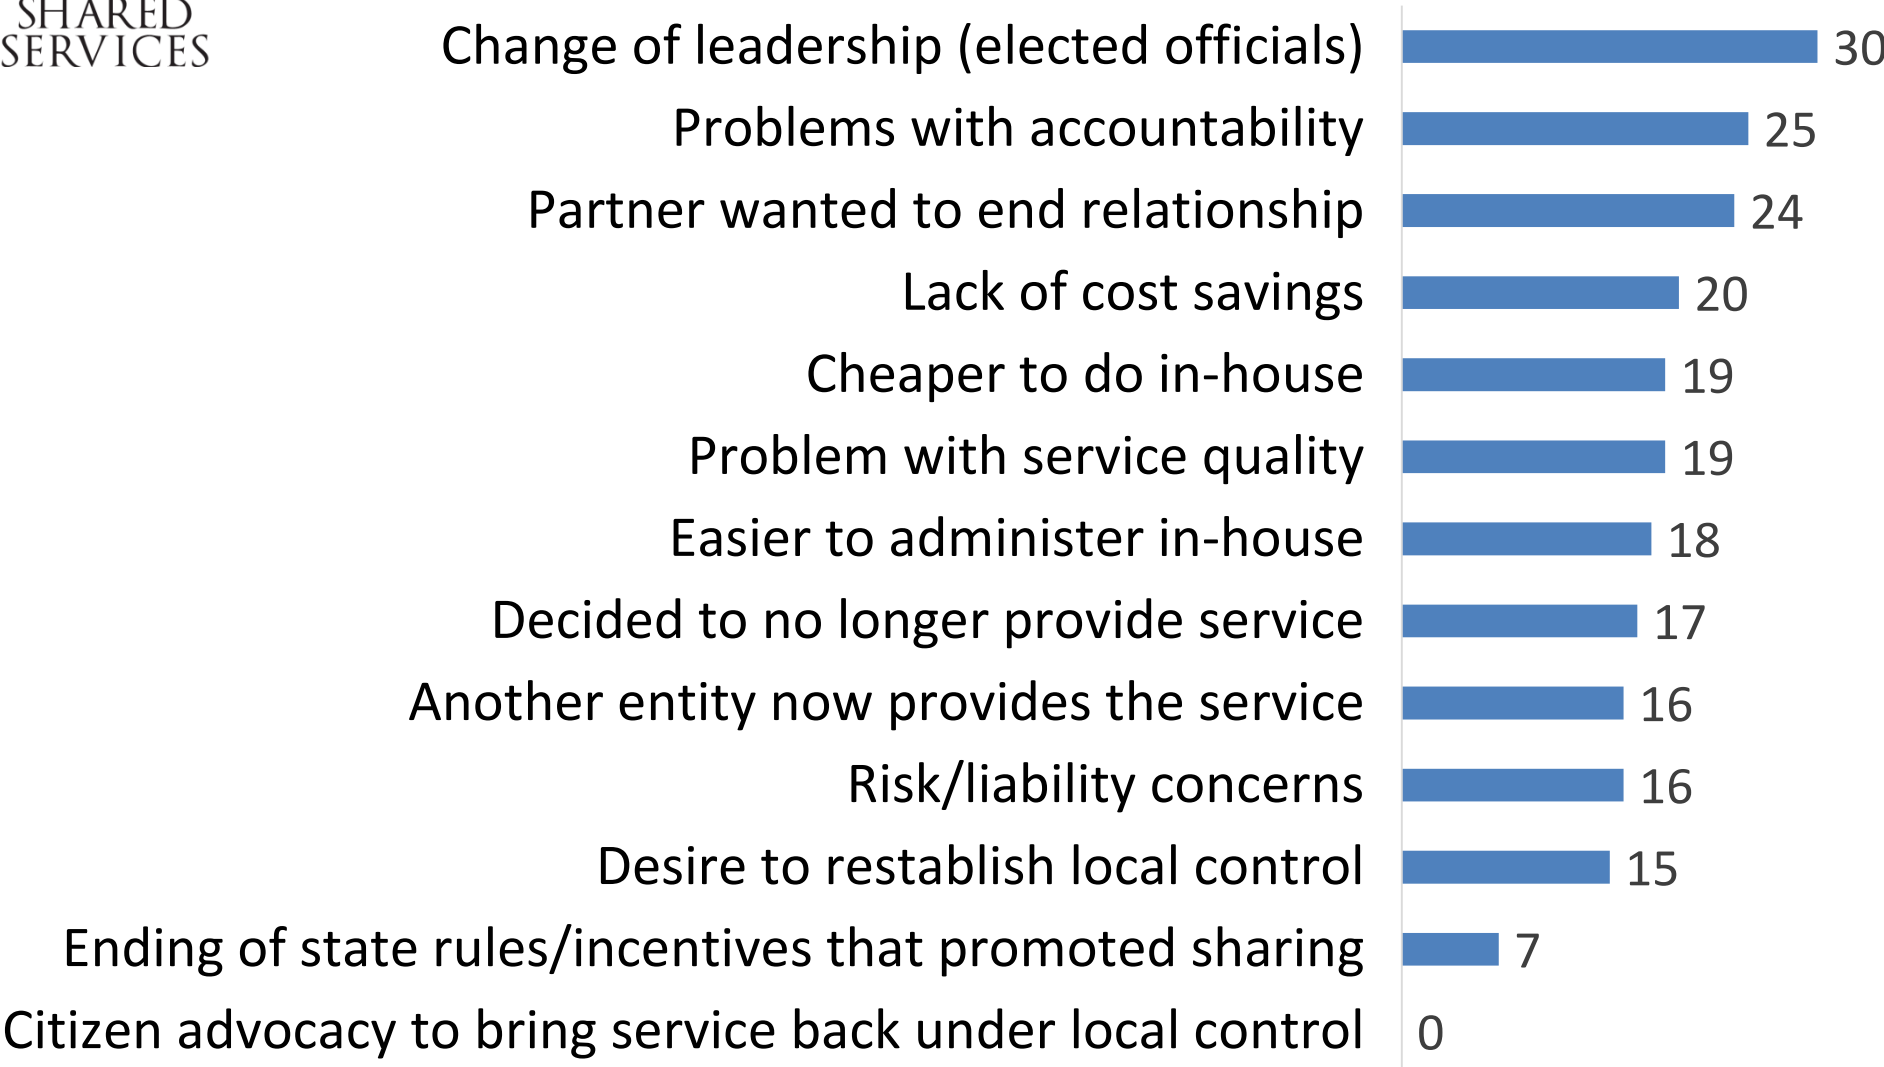 SHARED
SERVICES
Change of leadership (elected officials) 30
Problems with accountability 25
Partner wanted to end relationship 24
Lack of cost savings 20
Cheaper to do in-house 19
Problem with service quality 19
Easier to administer in-house 18
Decided to no longer provide service 17
Another entity now provides the service 16
Risk/liability concerns 16
Desire to restablish local control 15
Ending of state rules/incentives that promoted sharing 7
Citizen advocacy to bring service back under local control 0